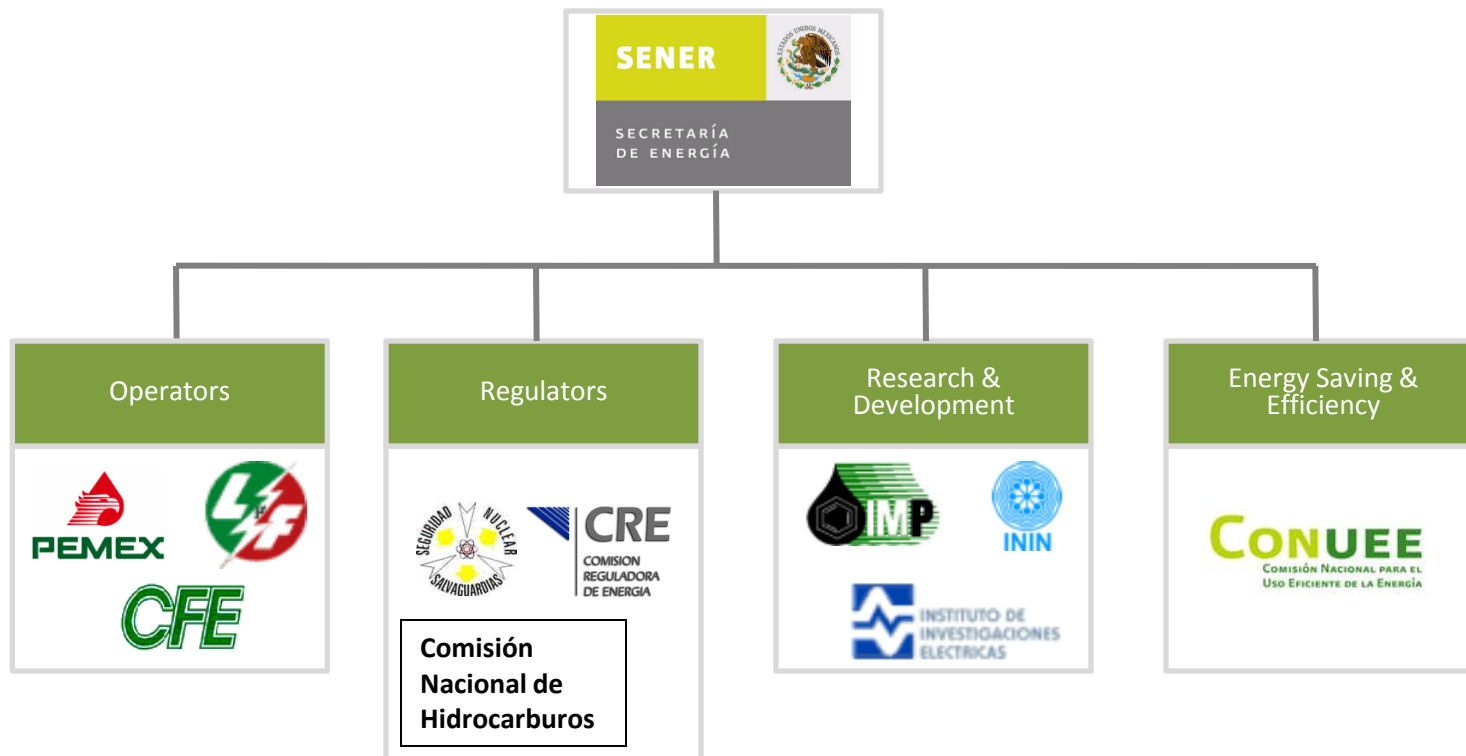 SENER
ESTADOS UNIDOS MEXICANOS
SECRETARÍA
DE ENERGÍA
Operators
Regulators
Research &
Development
Energy Saving &
Efficiency
PEMEX
LyF
CFE
SEGURIDAD NUCLEAR
SALVAGUARDIAS
CRE
COMISION
REGULADORA
DE ENERGIA
Comisión
Nacional de
Hidrocarburos
IMP
ININ
INSTITUTO DE
INVESTIGACIONES
ELECTRICAS
CONUEE
COMISIÓN NACIONAL PARA EL
USO EFICIENTE DE LA ENERGÍA